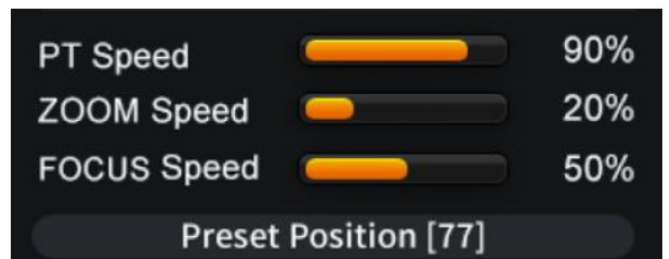 PT Speed 90%
ZOOM Speed 20%
FOCUS Speed 50%
Preset Position [77]